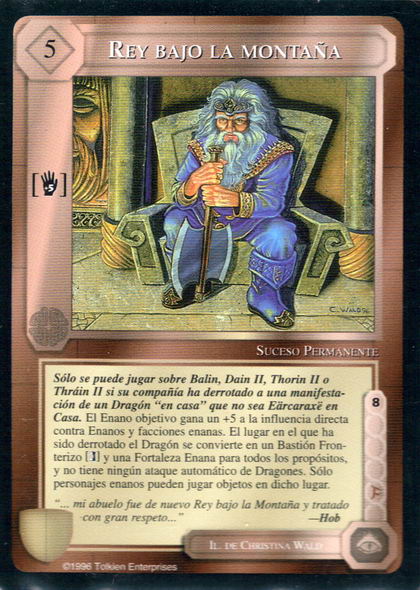 5
REY BAJO LA MONTAÑA
[5]
C. WALD 96
SUCESO PERMANENTE
Sólo se puede jugar sobre Balin, Dain II, Thorin II o
Thráin II si su compañía ha derrotado a una manifesta-
ción de un Dragón “en casa” que no sea Eärcaraxë en
Casa. El Enano objetivo gana un +5 a la influencia directa
contra Enanos y facciones enanas. El lugar en el que ha
sido derrotado el Dragón se convierte en un Bastión Fron-
terizo [] y una Fortaleza Enana para todos los propósitos,
y no tiene ningún ataque automático de Dragones. Sólo
personajes enanos pueden jugar objetos en dicho lugar.
“... mi abuelo fue de nuevo Rey bajo la Montaña y tratado
con gran respeto...” —Hob
8
IL. DE CHRISTINA WALD
©1996 Tolkien Enterprises